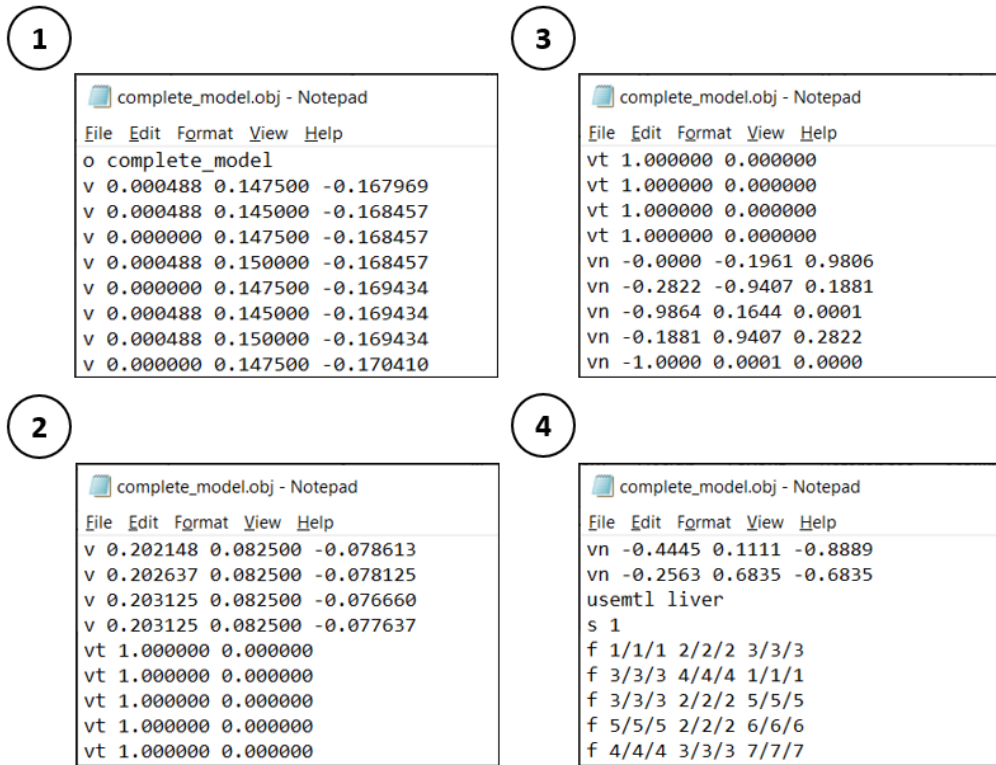 1
complete_model.obj - Notepad
File Edit Format View Help
o complete_model
v 0.000488 0.147500 -0.167969
v 0.000488 0.145000 -0.168457
v 0.000000 0.147500 -0.168457
v 0.000488 0.150000 -0.168457
v 0.000000 0.147500 -0.169434
v 0.000488 0.145000 -0.169434
v 0.000488 0.150000 -0.169434
v 0.000000 0.147500 -0.170410
2
complete_model.obj - Notepad
File Edit Format View Help
v 0.202148 0.082500 -0.078613
v 0.202637 0.082500 -0.078125
v 0.203125 0.082500 -0.076660
v 0.203125 0.082500 -0.077637
vt 1.000000 0.000000
vt 1.000000 0.000000
vt 1.000000 0.000000
vt 1.000000 0.000000
vt 1.000000 0.000000
3
complete_model.obj - Notepad
File Edit Format View Help
vt 1.000000 0.000000
vt 1.000000 0.000000
vt 1.000000 0.000000
vt 1.000000 0.000000
vn -0.0000 -0.1961 0.9806
vn -0.2822 -0.9407 0.1881
vn -0.9864 0.1644 0.0001
vn -0.1881 0.9407 0.2822
vn -1.0000 0.0001 0.0000
4
complete_model.obj - Notepad
File Edit Format View Help
vn -0.4445 0.1111 -0.8889
vn -0.2563 0.6835 -0.6835
usemtl liver
s 1
f 1/1/1 2/2/2 3/3/3
f 3/3/3 4/4/4 1/1/1
f 3/3/3 2/2/2 5/5/5
f 5/5/5 2/2/2 6/6/6
f 4/4/4 3/3/3 7/7/7